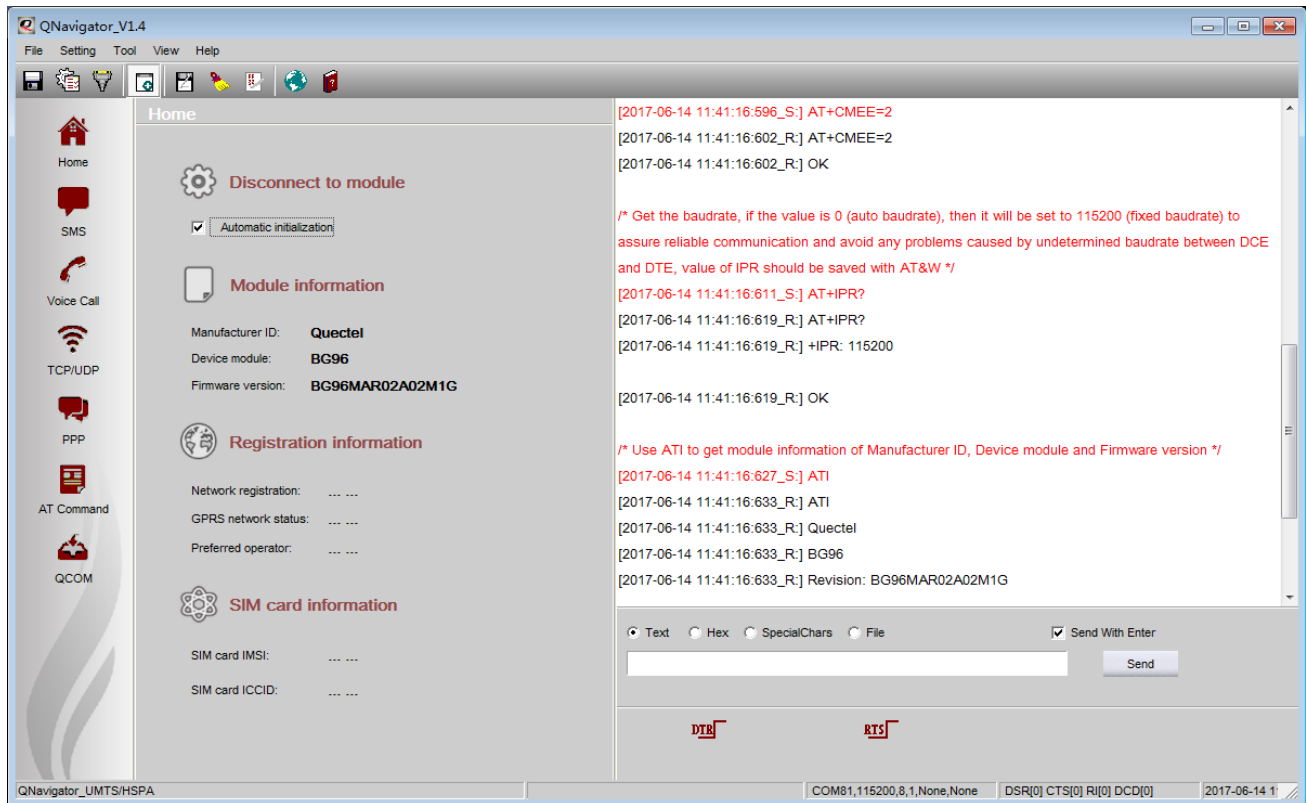 QNavigator_V1.4
File Setting Tool View Help
Home
SMS
Voice Call
TCP/UDP
PPP
AT Command
QCOM
Home
Disconnect to module
Automatic initialization
Module information
Manufacturer ID: Quectel
Device module: BG96
Firmware version: BG96MAR02A02M1G
Registration information
Network registration: --- ---
GPRS network status: --- ---
Preferred operator: --- ---
SIM card information
SIM card IMSI: --- ---
SIM card ICCID: --- ---
[2017-06-14 11:41:16:596_S:] AT+CMEE=2
[2017-06-14 11:41:16:602_R:] AT+CMEE=2
[2017-06-14 11:41:16:602_R:] OK
/* Get the baudrate, if the value is 0 (auto baudrate), then it will be set to 115200 (fixed baudrate) to
assure reliable communication and avoid any problems caused by undetermined baudrate between DCE
and DTE, value of IPR should be saved with AT&W */
[2017-06-14 11:41:16:611_S:] AT+IPR?
[2017-06-14 11:41:16:619_R:] AT+IPR?
[2017-06-14 11:41:16:619_R:] +IPR: 115200
[2017-06-14 11:41:16:619_R:] OK
/* Use ATI to get module information of Manufacturer ID, Device module and Firmware version */
[2017-06-14 11:41:16:627_S:] ATI
[2017-06-14 11:41:16:633_R:] ATI
[2017-06-14 11:41:16:633_R:] Quectel
[2017-06-14 11:41:16:633_R:] BG96
[2017-06-14 11:41:16:633_R:] Revision: BG96MAR02A02M1G
Text Hex SpecialChars File Send With Enter
Send
DTR RTS
QNavigator_UMTS/HSPA COM81,115200,8,1,None,None DSR[0] CTS[0] RI[0] DCD[0] 2017-06-14 1